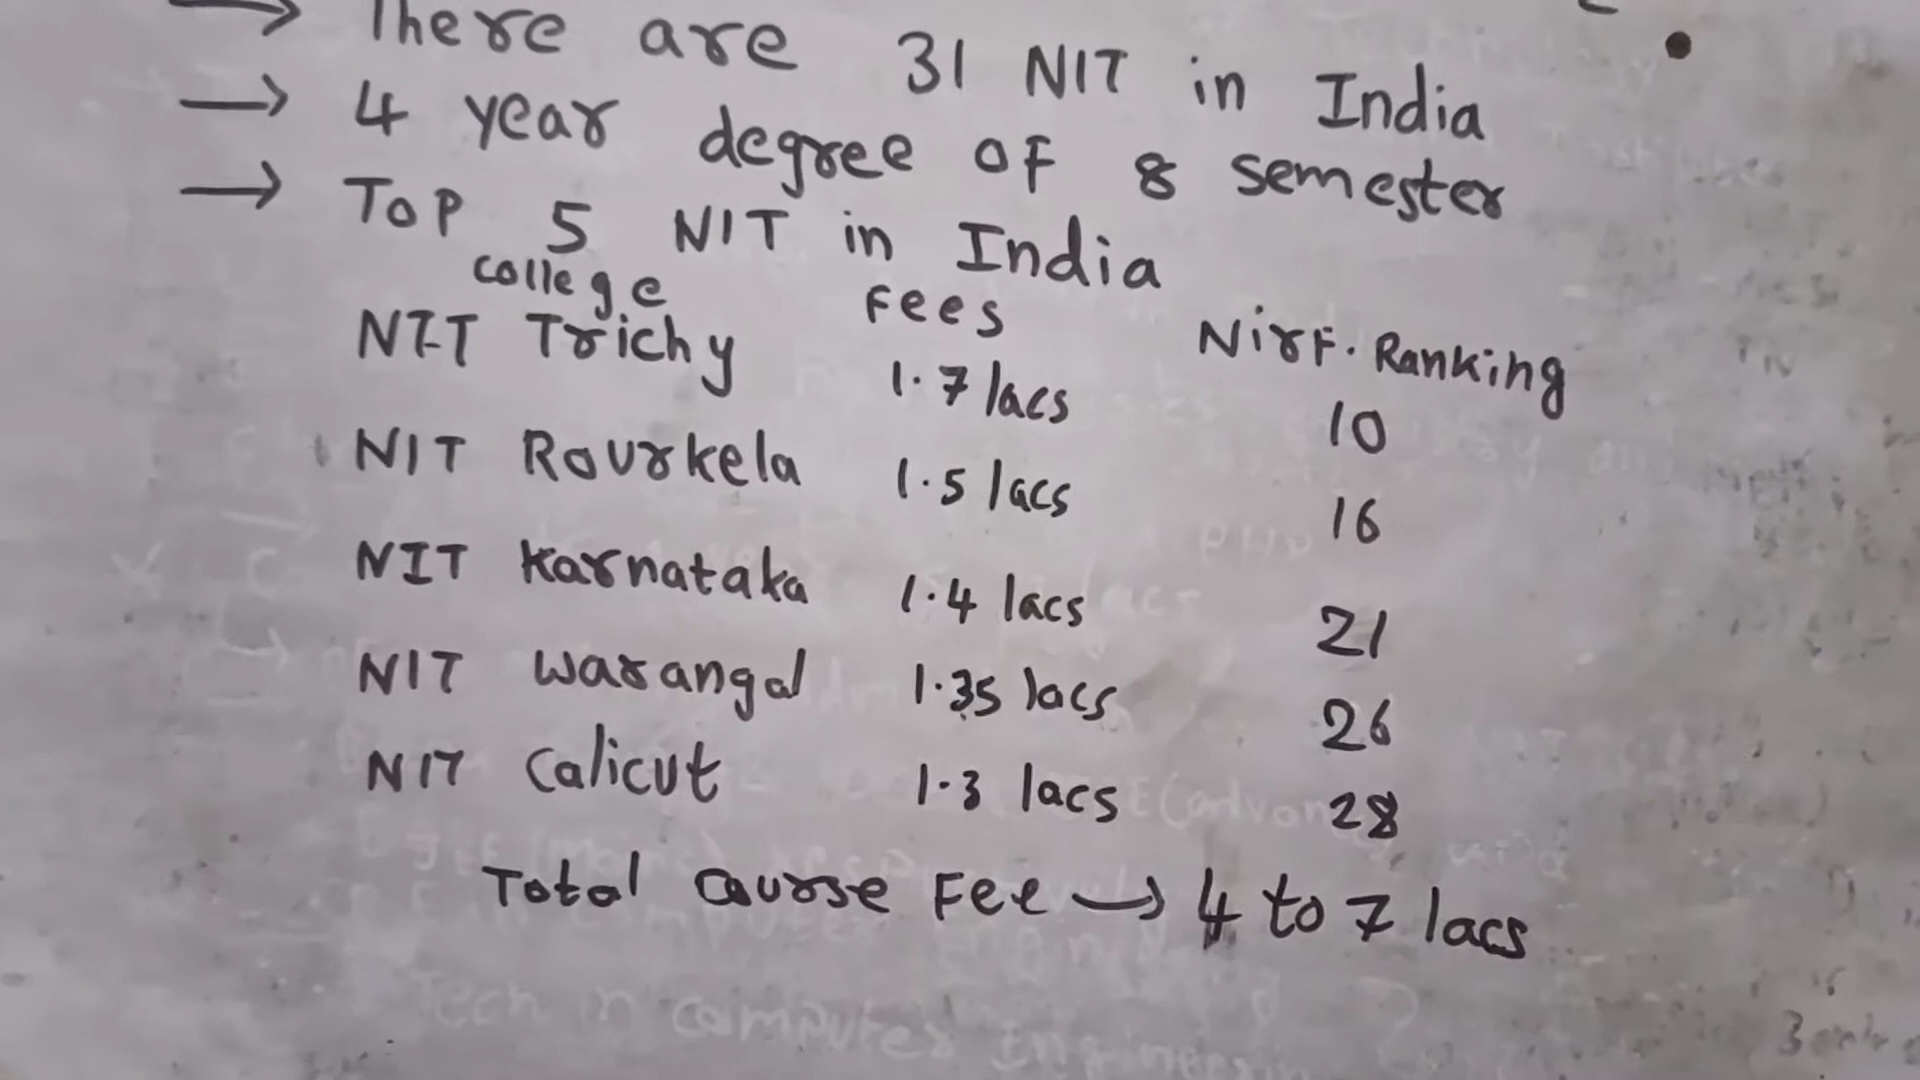 → There are 31 NIT in India
→ 4 year degree of 8 semester
→ Top 5 NIT in India
college Fees Nirf. Ranking
NIT Trichy 1.7 lacs 10
NIT Rourkela 1.5 lacs 16
NIT Karnataka 1.4 lacs 21
NIT Warangal 1.35 lacs 26
NIT Calicut 1.3 lacs 28
Total Course Fee → 4 to 7 lacs